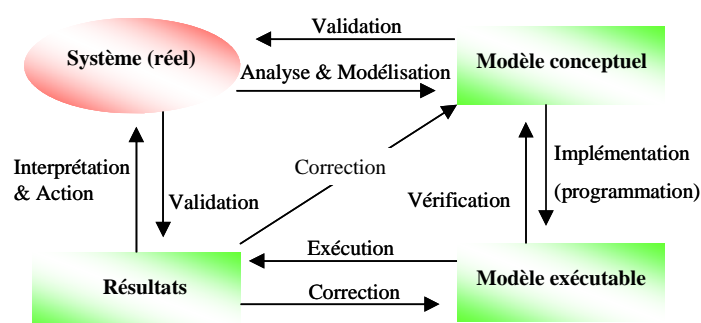 Validation
Système (réel)
Modèle conceptuel
Analyse & Modélisation
Interprétation
& Action
Correction
Implémentation
(programmation)
Validation
Vérification
Exécution
Résultats
Modèle exécutable
Correction